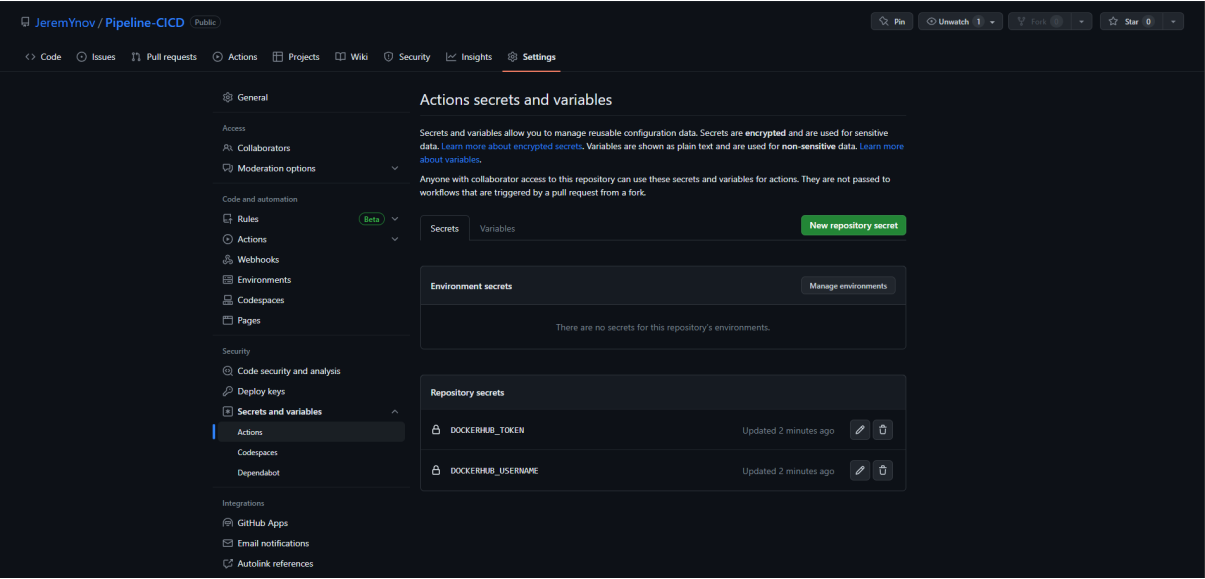 JeremYnov / Pipeline-CICD Public
Pin
Unwatch 1
Fork 0
Star 0
Code
Issues
Pull requests
Actions
Projects
Wiki
Security
Insights
Settings
General
Access
Collaborators
Moderation options
Code and automation
Rules Beta
Actions
Webhooks
Environments
Codespaces
Pages
Security
Code security and analysis
Deploy keys
Secrets and variables
Actions
Codespaces
Dependabot
Integrations
GitHub Apps
Email notifications
Autolink references
Actions secrets and variables
Secrets and variables allow you to manage reusable configuration data. Secrets are encrypted and are used for sensitive
data. Learn more about encrypted secrets. Variables are shown as plain text and are used for non-sensitive data. Learn more
about variables.
Anyone with collaborator access to this repository can use these secrets and variables for actions. They are not passed to
workflows that are triggered by a pull request from a fork.
Secrets
Variables
New repository secret
Environment secrets
Manage environments
There are no secrets for this repository's environments.
Repository secrets
DOCKERHUB_TOKEN Updated 2 minutes ago
DOCKERHUB_USERNAME Updated 2 minutes ago